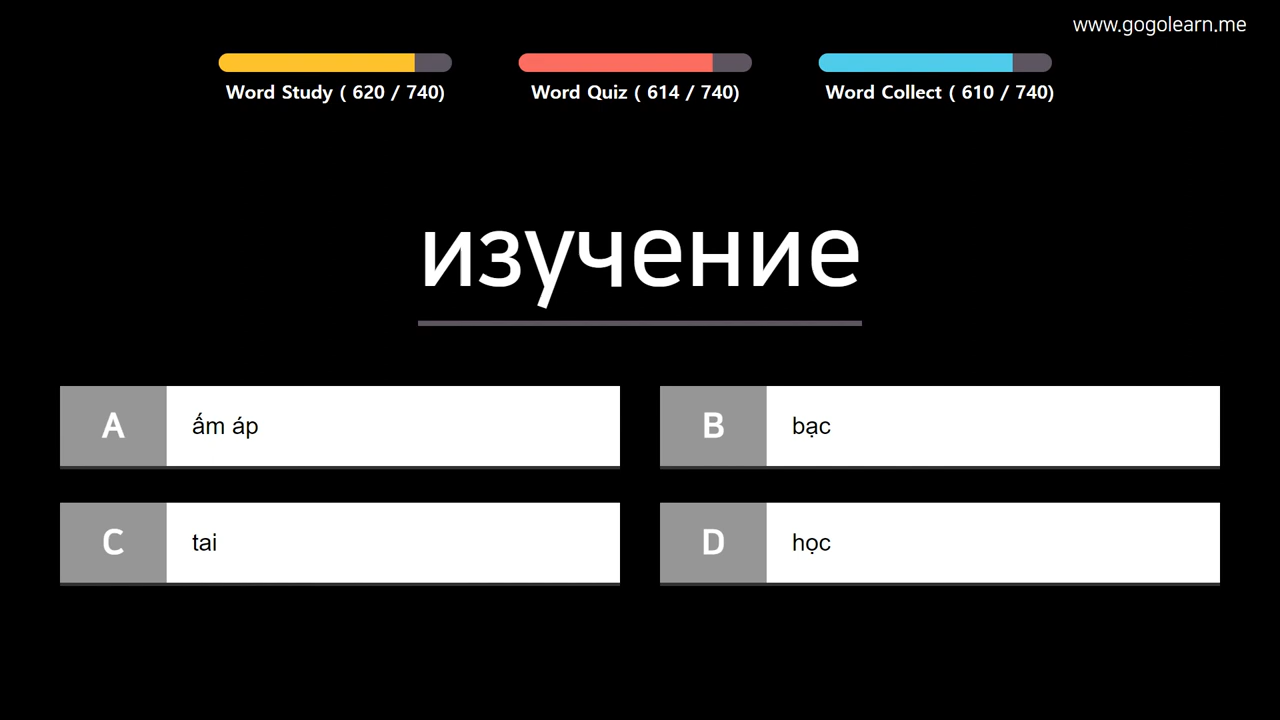 www.gogolearn.me
Word Study ( 620 / 740)
Word Quiz ( 614 / 740)
Word Collect ( 610 / 740)
изучение
A ấm áp
B bạc
C tai
D học